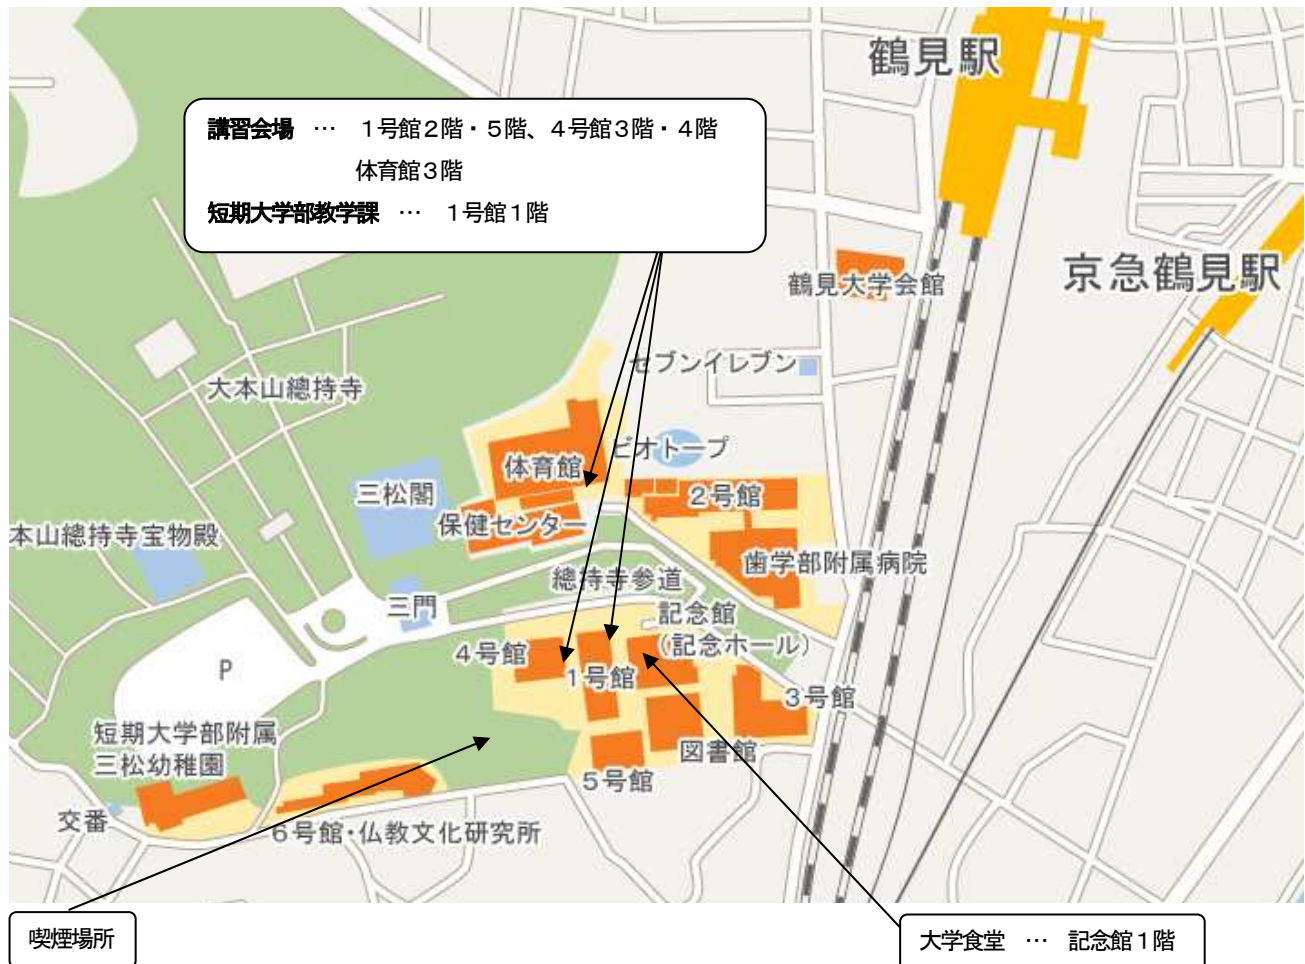 鶴見駅
講習会場 … 1号館2階・5階、4号館3階・4階
体育館3階
短期大学部教学課 … 1号館1階
京急鶴見駅
鶴見大学会館
セブンイレブン
大本山總持寺
ビオトープ
体育館
三松閣
2号館
保健センター
本山總持寺宝物殿
歯学部附属病院
總持寺参道
三門
記念館
(記念ホール)
4号館
1号館
P
3号館
短期大学部附属
三松幼稚園
図書館
5号館
交番
6号館・仏教文化研究所
喫煙場所
大学食堂 … 記念館1階